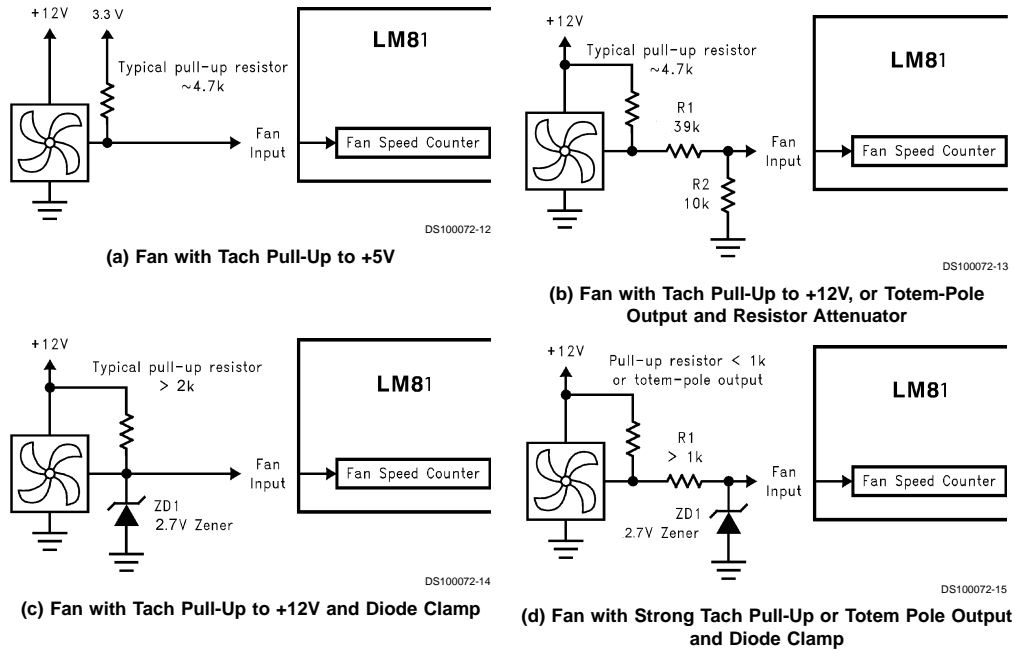 +12V
3.3 V
LM81
Typical pull-up resistor
~4.7k
Fan
Input
Fan Speed Counter
DS100072-12
(a) Fan with Tach Pull-Up to +5V
+12V
LM81
Typical pull-up resistor
~4.7k
R1
39k
Fan
Input
Fan Speed Counter
R2
10k
DS100072-13
(b) Fan with Tach Pull-Up to +12V, or Totem-Pole
Output and Resistor Attenuator
+12V
Typical pull-up resistor
> 2k
LM81
Fan
Input
Fan Speed Counter
ZD1
2.7V Zener
DS100072-14
(c) Fan with Tach Pull-Up to +12V and Diode Clamp
+12V
Pull-up resistor < 1k
or totem-pole output
LM81
R1
> 1k
Fan
Input
Fan Speed Counter
ZD1
2.7V Zener
DS100072-15
(d) Fan with Strong Tach Pull-Up or Totem Pole Output
and Diode Clamp